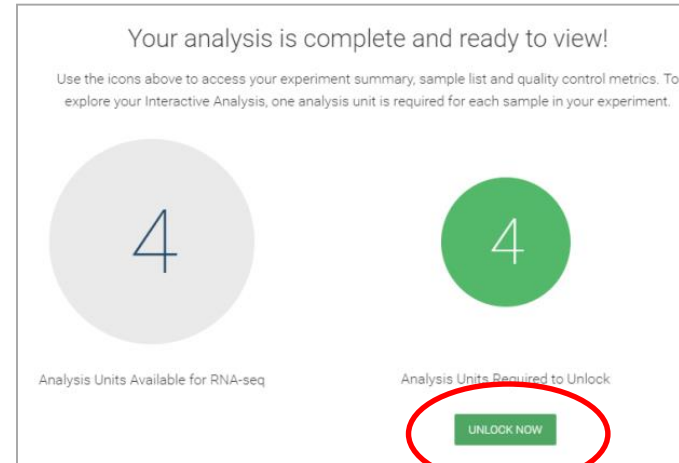 Your analysis is complete and ready to view!
Use the icons above to access your experiment summary, sample list and quality control metrics. To
explore your Interactive Analysis, one analysis unit is required for each sample in your experiment.
4
4
Analysis Units Available for RNA-seq
Analysis Units Required to Unlock
UNLOCK NOW